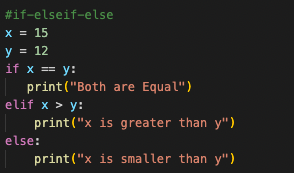 #if-elseif-else
x = 15
y = 12
if x == y:
   print("Both are Equal")
elif x > y:
    print("x is greater than y")
else:
    print("x is smaller than y")